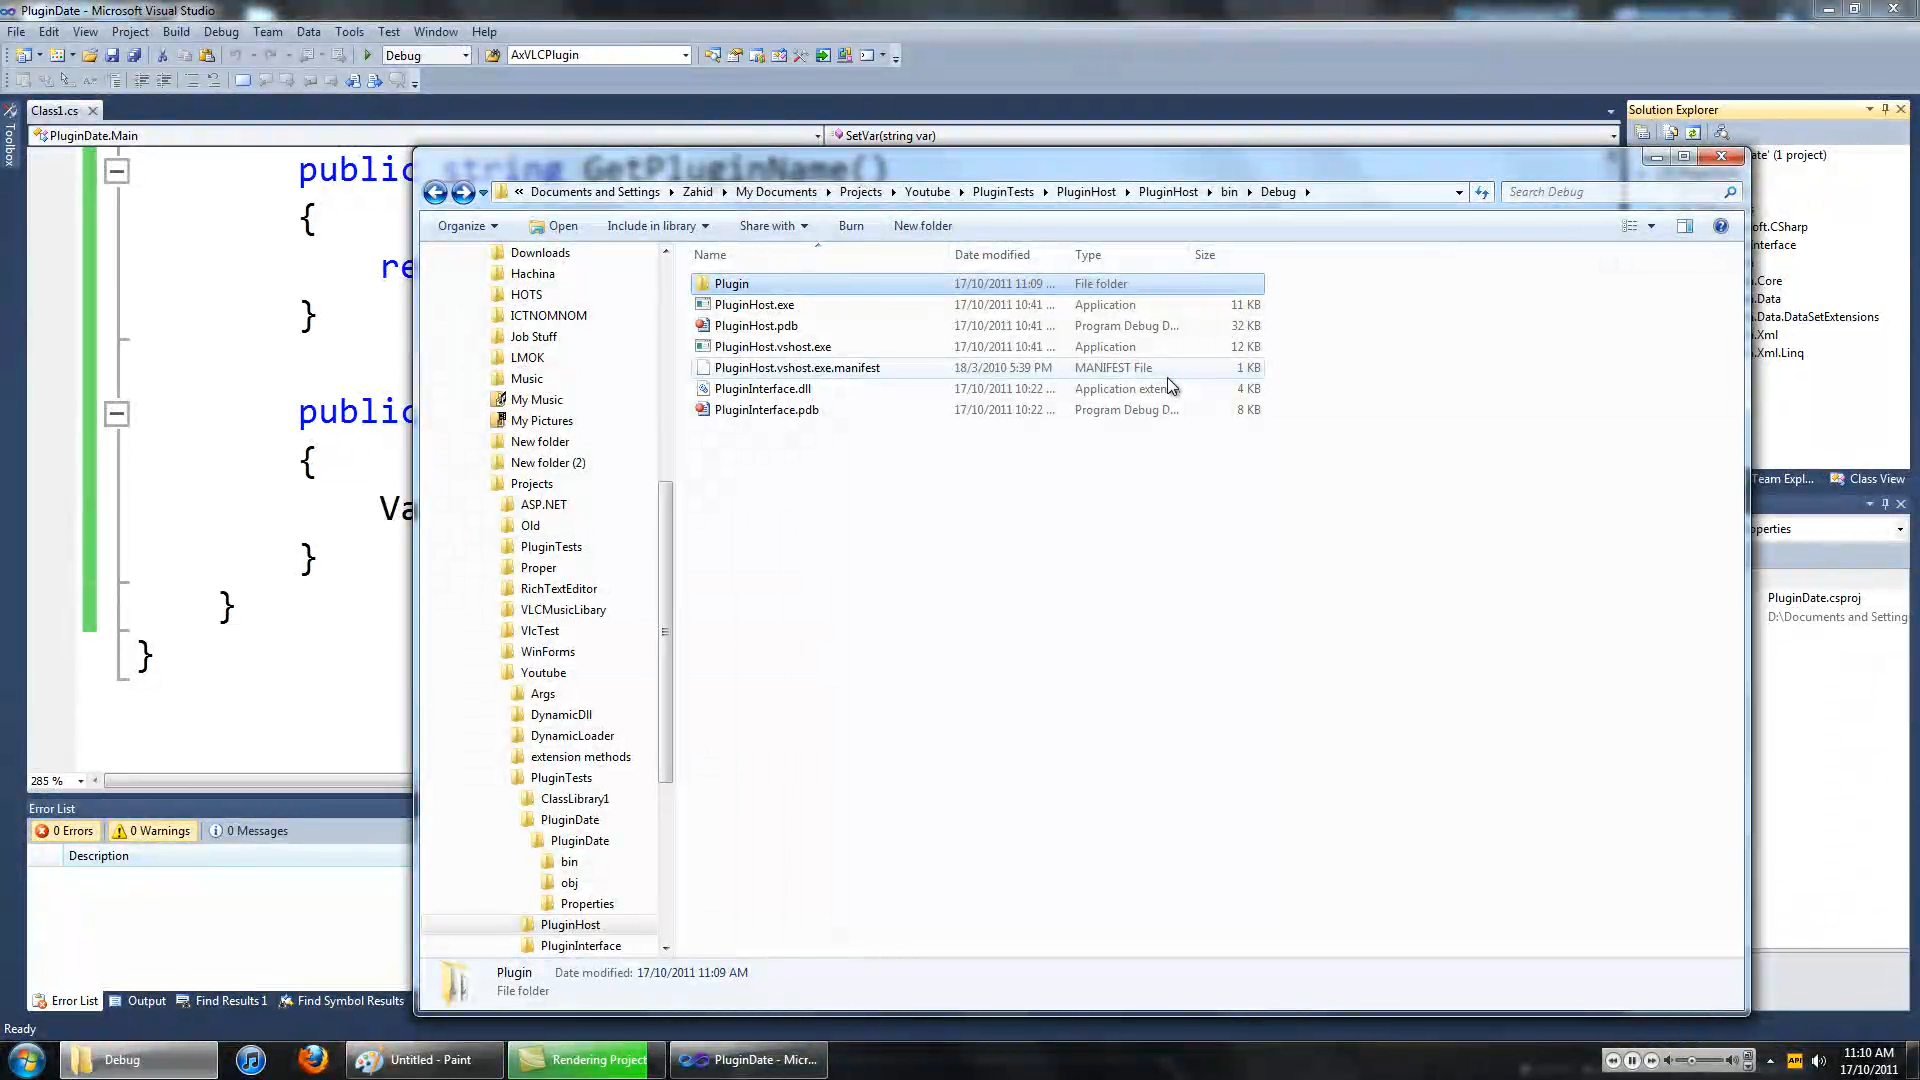 PluginDate - Microsoft Visual Studio
File Edit View Project Build Debug Team Data Tools Test Window Help
Debug AxVLCPlugin
Class1.cs
PluginDate.Main SetVar(string var)
Toolbox
public string GetPluginName()
{
re
}
public
{
Va
}
}
}
285 %
« Documents and Settings Zahid My Documents Projects Youtube PluginTests PluginHost PluginHost bin Debug
Search Debug
Organize Open Include in library Share with Burn New folder
Downloads
Hachina
HOTS
ICTNOMNOM
Job Stuff
LMOK
Music
My Music
My Pictures
New folder
New folder (2)
Projects
ASP.NET
Old
PluginTests
Proper
RichTextEditor
VLCMusicLibary
VlcTest
WinForms
Youtube
Args
DynamicDll
DynamicLoader
extension methods
PluginTests
ClassLibrary1
PluginDate
PluginDate
bin
obj
Properties
PluginHost
PluginInterface
Name Date modified Type Size
Plugin 17/10/2011 11:09 ... File folder
PluginHost.exe 17/10/2011 10:41 ... Application 11 KB
PluginHost.pdb 17/10/2011 10:41 ... Program Debug D... 32 KB
PluginHost.vshost.exe 17/10/2011 10:41 ... Application 12 KB
PluginHost.vshost.exe.manifest 18/3/2010 5:39 PM MANIFEST File 1 KB
PluginInterface.dll 17/10/2011 10:22 ... Application exten 4 KB
PluginInterface.pdb 17/10/2011 10:22 ... Program Debug D... 8 KB
Plugin Date modified: 17/10/2011 11:09 AM
File folder
Solution Explorer
ate' (1 project)
s
oft.CSharp
nterface
.Core
.Data
.Data.DataSetExtensions
.Xml
.Xml.Linq
Team Expl... Class View
operties
PluginDate.csproj
D:\Documents and Setting
Error List
0 Errors 0 Warnings 0 Messages
Description
Error List Output Find Results 1 Find Symbol Results
Ready
Debug Untitled - Paint Rendering Project PluginDate - Micr...
API
11:10 AM
17/10/2011